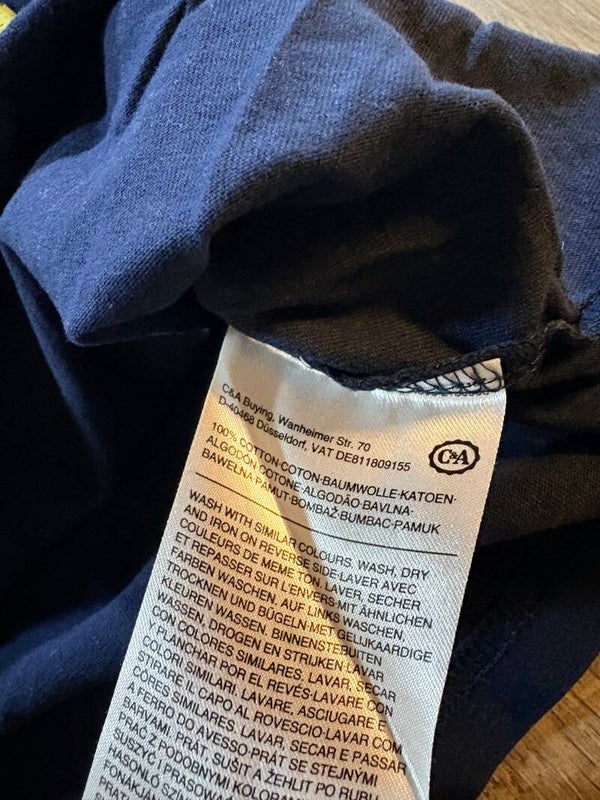 C&A Buying, Wanheimer Str. 70
D-40468 Düsseldorf, VAT DE811809155
C&A
100% COTTON·COTON·BAUMWOLLE·KATOEN·
ALGODÓN·COTONE·ALGODÃO·BAVLNA·
BAWEŁNA·PAMUT·BOMBAŽ·BUMBAC·PAMUK
WASH WITH SIMILAR COLOURS, WASH, DRY
AND IRON ON REVERSE SIDE·LAVER AVEC
COULEURS DE MEME TON, LAVER, SECHER
ET REPASSER SUR L'ENVERS·MIT ÄHNLICHEN
FARBEN WASCHEN, AUF LINKS WASCHEN,
TROCKNEN UND BÜGELN·MET GELIJKAARDIGE
KLEUREN WASSEN, BINNENSTEBUITEN
WASSEN, DROGEN EN STRIJKEN·LAVAR
CON COLORES SIMILARES, LAVAR, SECAR
Y PLANCHAR POR EL REVÉS·LAVARE CON
COLORI SIMILARI, LAVARE, ASCIUGARE E
STIRARE IL CAPO AL ROVESCIO·LAVAR COM
CORES SIMILARES, LAVAR, SECAR E PASSAR
A FERRO DO AVESSO·PRÁT SE STEJNÝMI
BARVAMI, PRÁT, SUŠIT A ŽEHLIT PO RUBU
PRAĆ Z PODOBNYMI KOLORAMI
SUSZYĆ I PRASOWAĆ
HASONLÓ